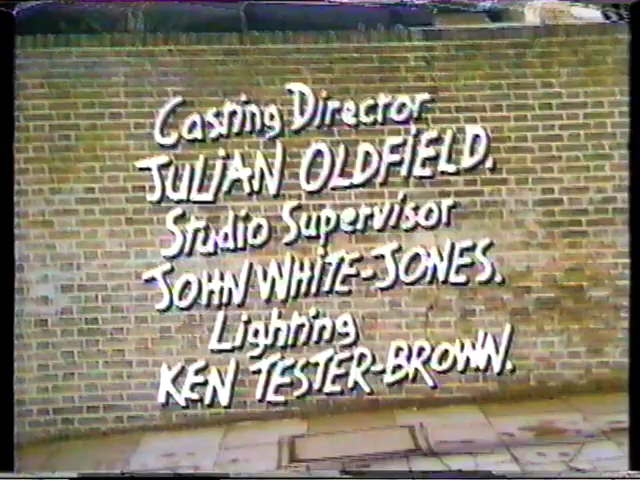 Casting Director
JULiAN OLDFiELD.
Studio Supervisor
JOHN WHiTE-JONES.
Lighting
KEN TESTER-BROWN.